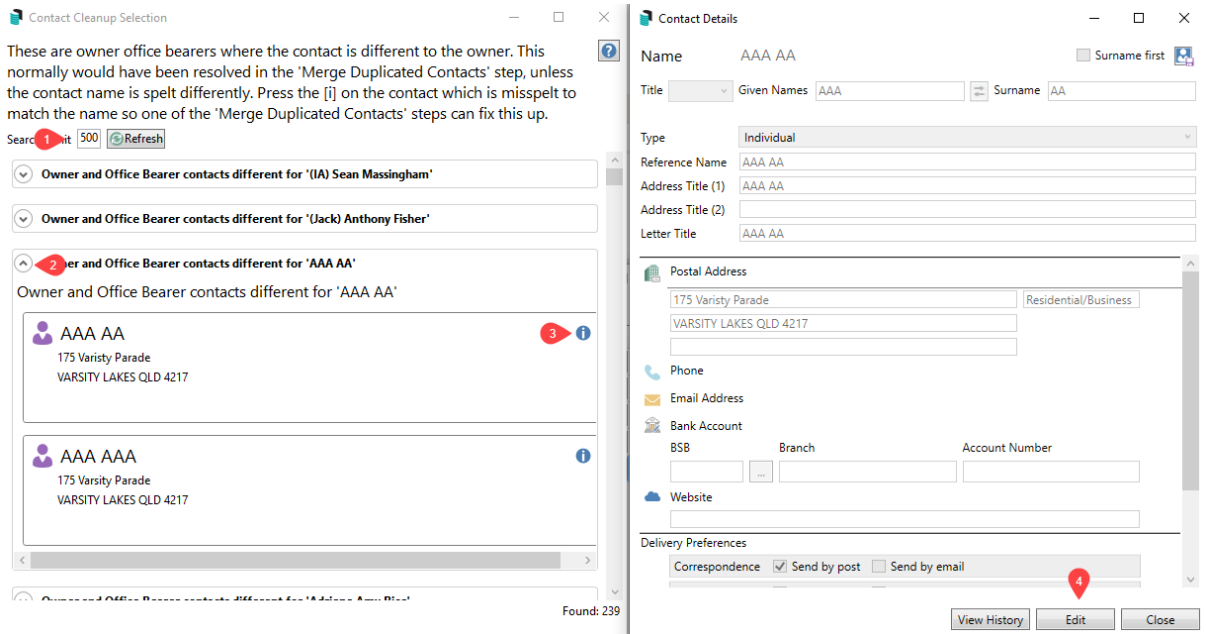 Contact Cleanup Selection
These are owner office bearers where the contact is different to the owner. This
normally would have been resolved in the 'Merge Duplicated Contacts' step, unless
the contact name is spelt differently. Press the [i] on the contact which is misspelt to
match the name so one of the 'Merge Duplicated Contacts' steps can fix this up.
1 500 Refresh
Owner and Office Bearer contacts different for '(IA) Sean Massingham'
Owner and Office Bearer contacts different for '(Jack) Anthony Fisher'
2 and Office Bearer contacts different for 'AAA AA'
Owner and Office Bearer contacts different for 'AAA AA'
AAA AA 3
175 Varisty Parade
VARSITY LAKES QLD 4217
AAA AAA
175 Varsity Parade
VARSITY LAKES QLD 4217
Found: 239
Contact Details
Name AAA AA Surname first
Title Given Names AAA Surname AA
Type Individual
Reference Name AAA AA
Address Title (1) AAA AA
Address Title (2)
Letter Title AAA AA
Postal Address
175 Varisty Parade Residential/Business
VARSITY LAKES QLD 4217
Phone
Email Address
Bank Account
BSB Branch Account Number
...
Website
Delivery Preferences
Correspondence Send by post Send by email
4
View History Edit Close